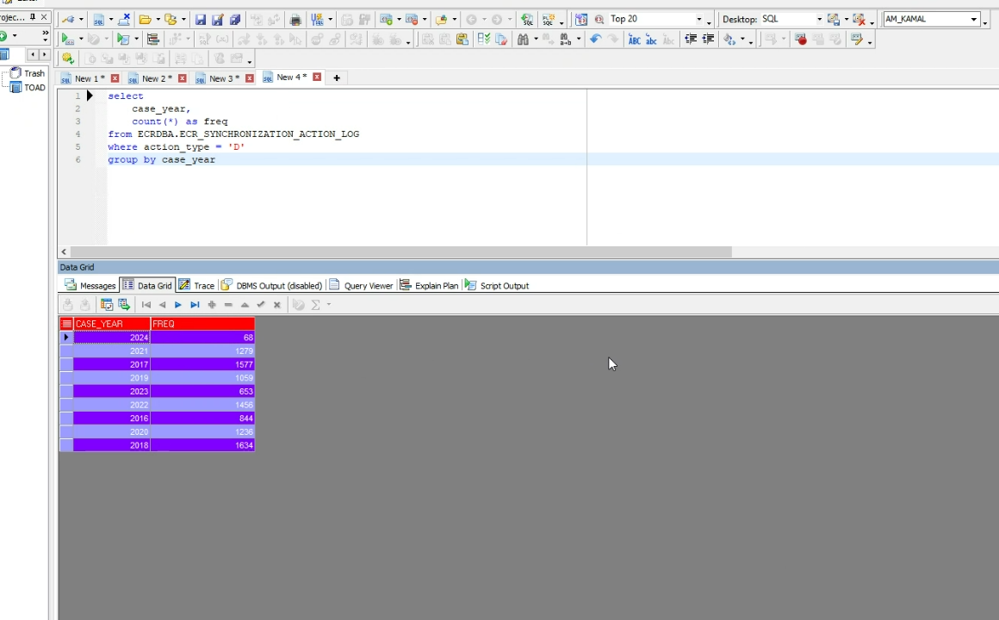 rojec...
Top 20
Desktop: SQL
AM_KAMAL
Trash
TOAD
New 1 *
New 2 *
New 3 *
New 4 *
1 select
2 case_year,
3 count(*) as freq
4 from ECRDBA.ECR_SYNCHRONIZATION_ACTION_LOG
5 where action_type = 'D'
6 group by case_year
Data Grid
Messages
Data Grid
Trace
DBMS Output (disabled)
Query Viewer
Explain Plan
Script Output
CASE_YEAR FREQ
2024 68
2021 1279
2017 1577
2019 1059
2023 653
2022 1456
2016 844
2020 1236
2018 1634